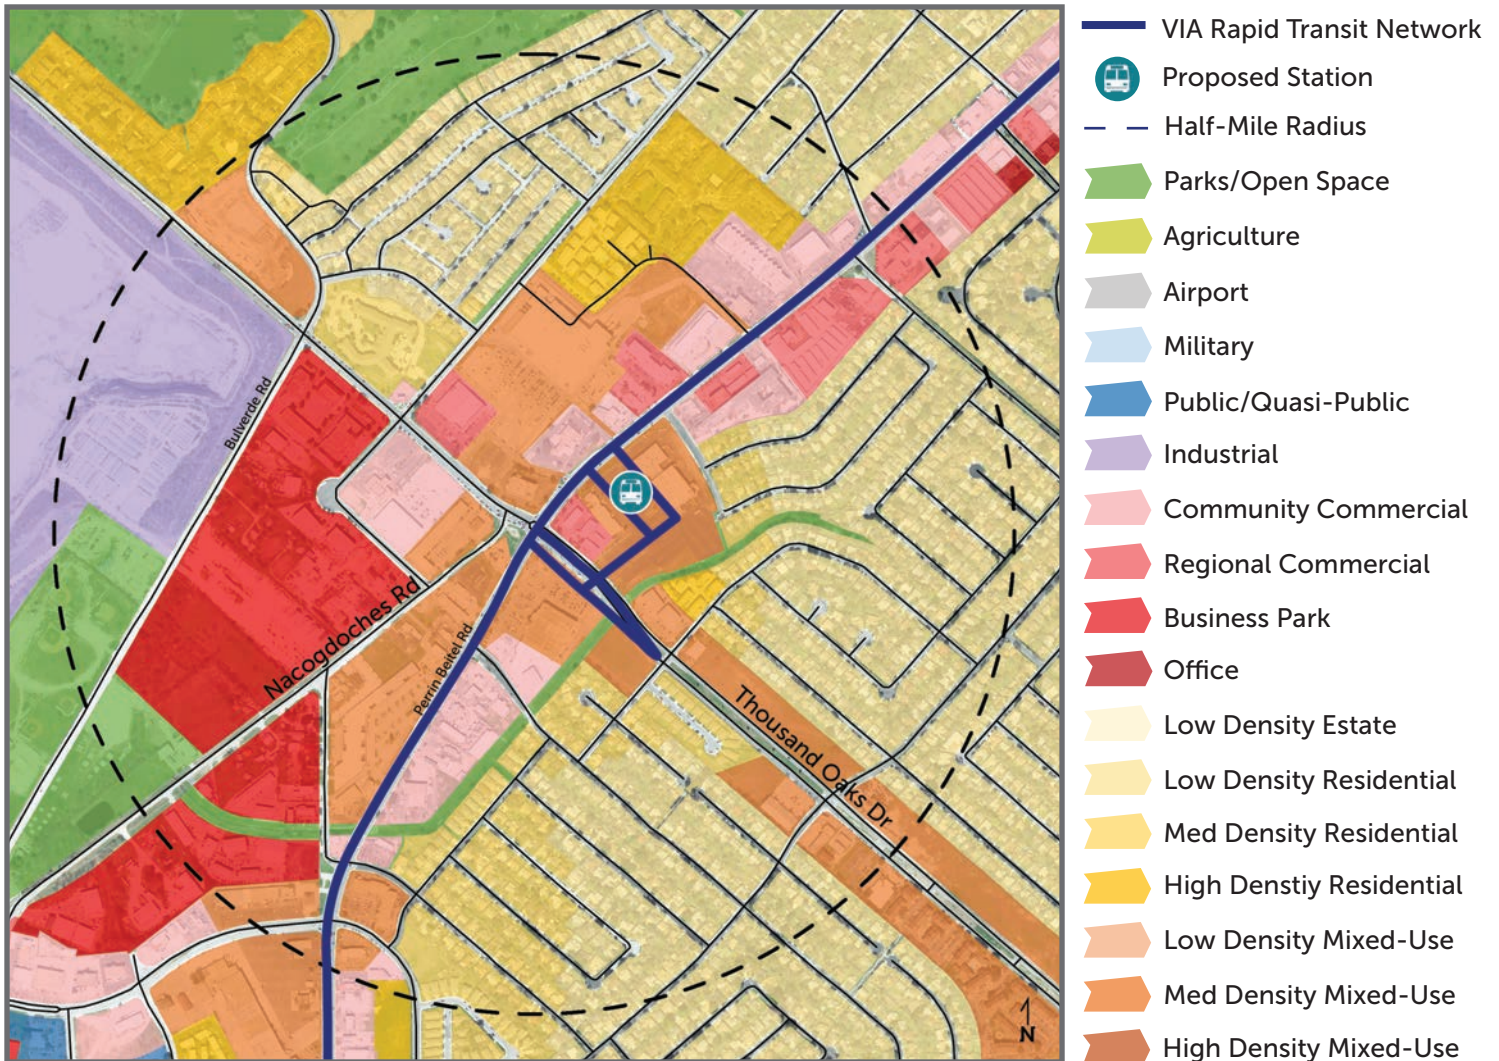 VIA Rapid Transit Network
Proposed Station
Half-Mile Radius
Parks/Open Space
Agriculture
Airport
Military
Public/Quasi-Public
Industrial
Community Commercial
Regional Commercial
Business Park
Office
Low Density Estate
Low Density Residential
Med Density Residential
High Denstiy Residential
Low Density Mixed-Use
Med Density Mixed-Use
High Density Mixed-Use
Bulverde Rd
Nacogdoches Rd
Perrin Beitel Rd
Thousand Oaks Dr
N